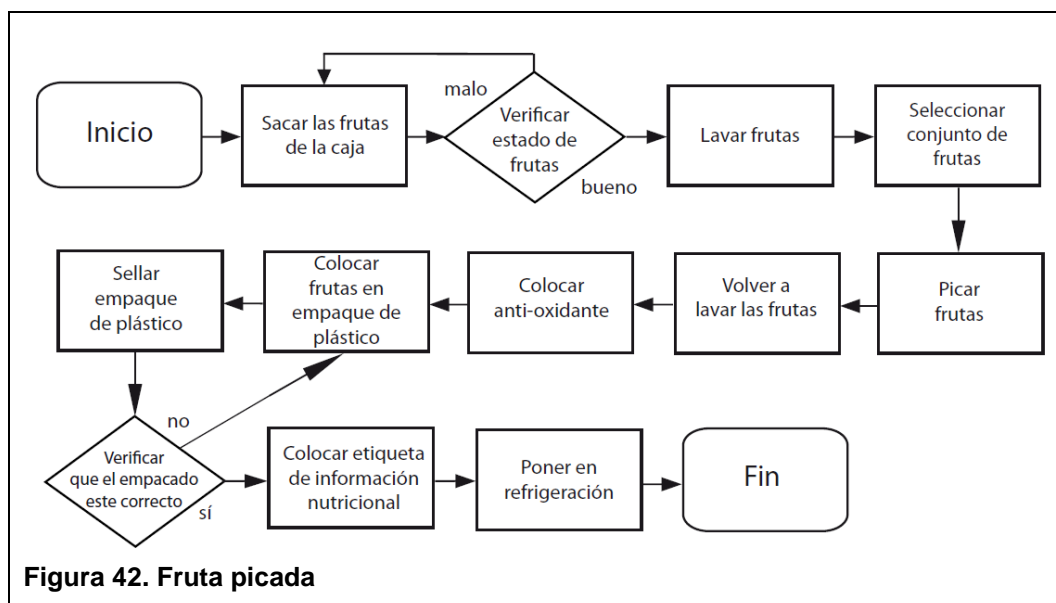 Inicio
Sacar las frutas
de la caja
malo
Verificar
estado de
frutas
bueno
Lavar frutas
Seleccionar
conjunto de
frutas
Picar
frutas
Volver a
lavar las frutas
Colocar
anti-oxidante
Colocar
frutas en
empaque de
plástico
Sellar
empaque
de plástico
Verificar
que el empacado
este correcto
no
sí
Colocar etiqueta
de información
nutricional
Poner en
refrigeración
Fin
Figura 42. Fruta picada